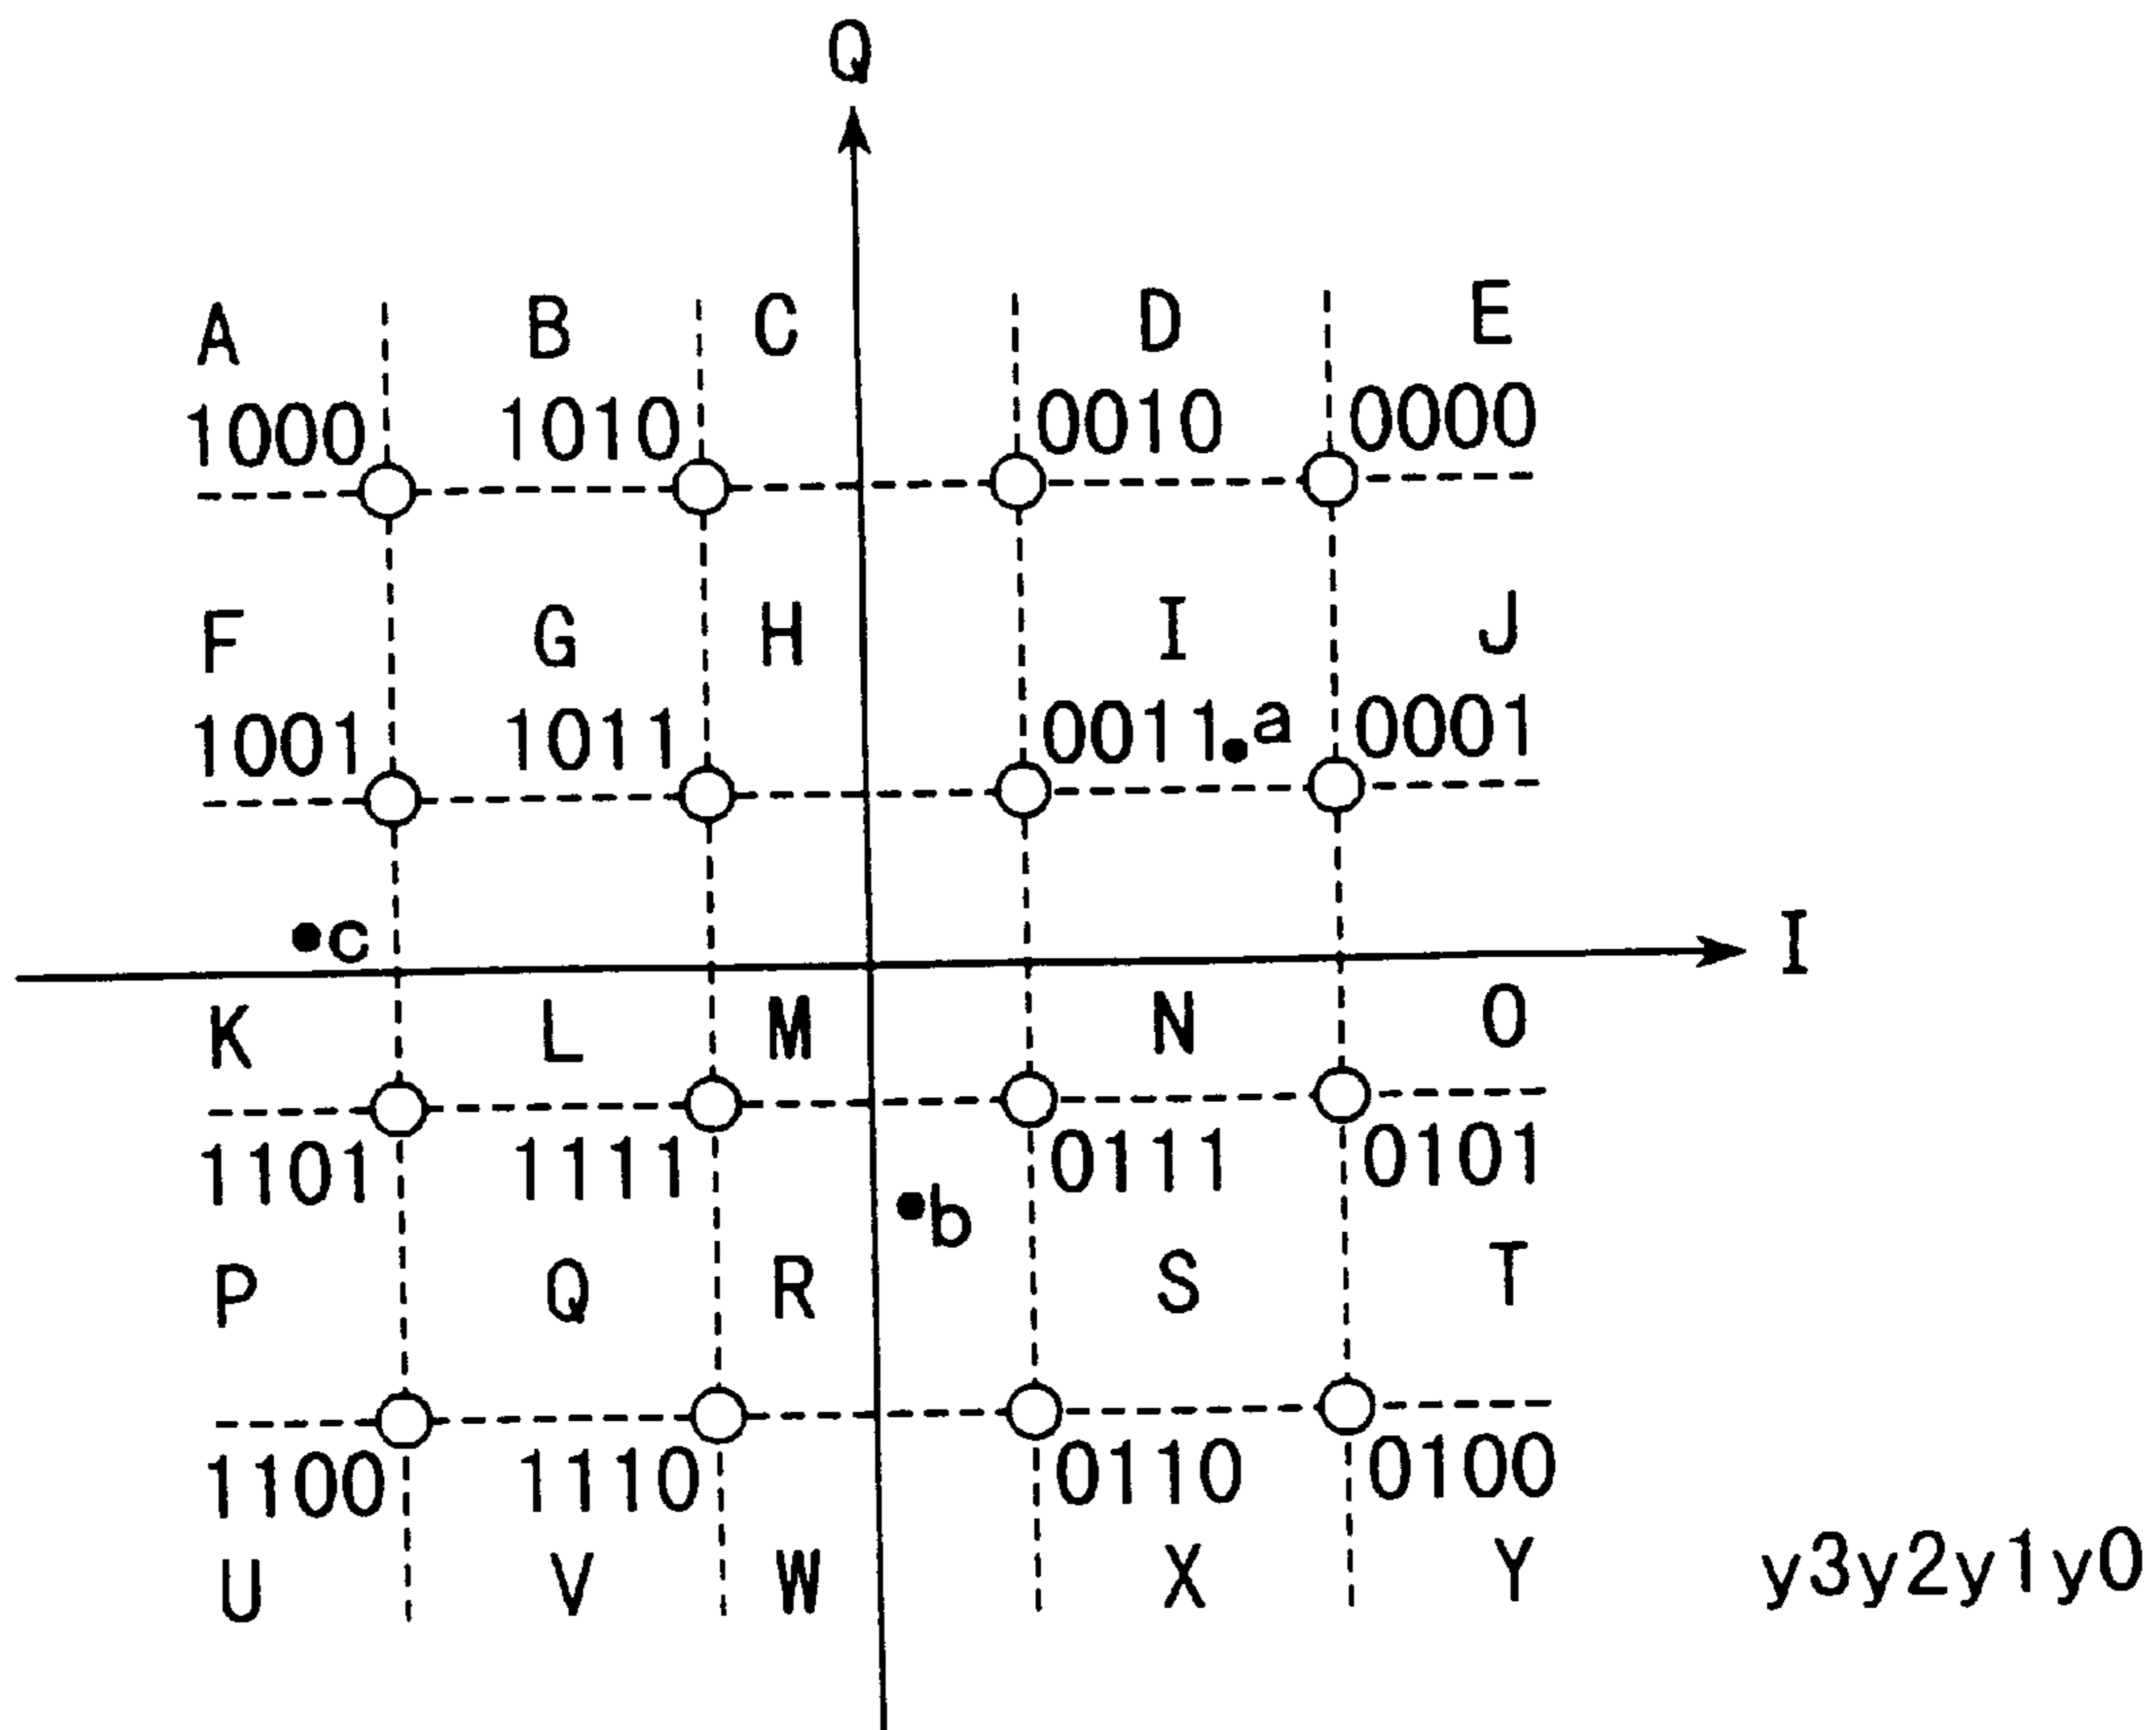 Q
A B C D E
1000 1010 0010 0000
F G H I J
1001 1011 0011 a 0001
c I
K L M N O
1101 1111 0111 0101
b
P Q R S T
1100 1110 0110 0100
U V W X Y y3y2y1y0